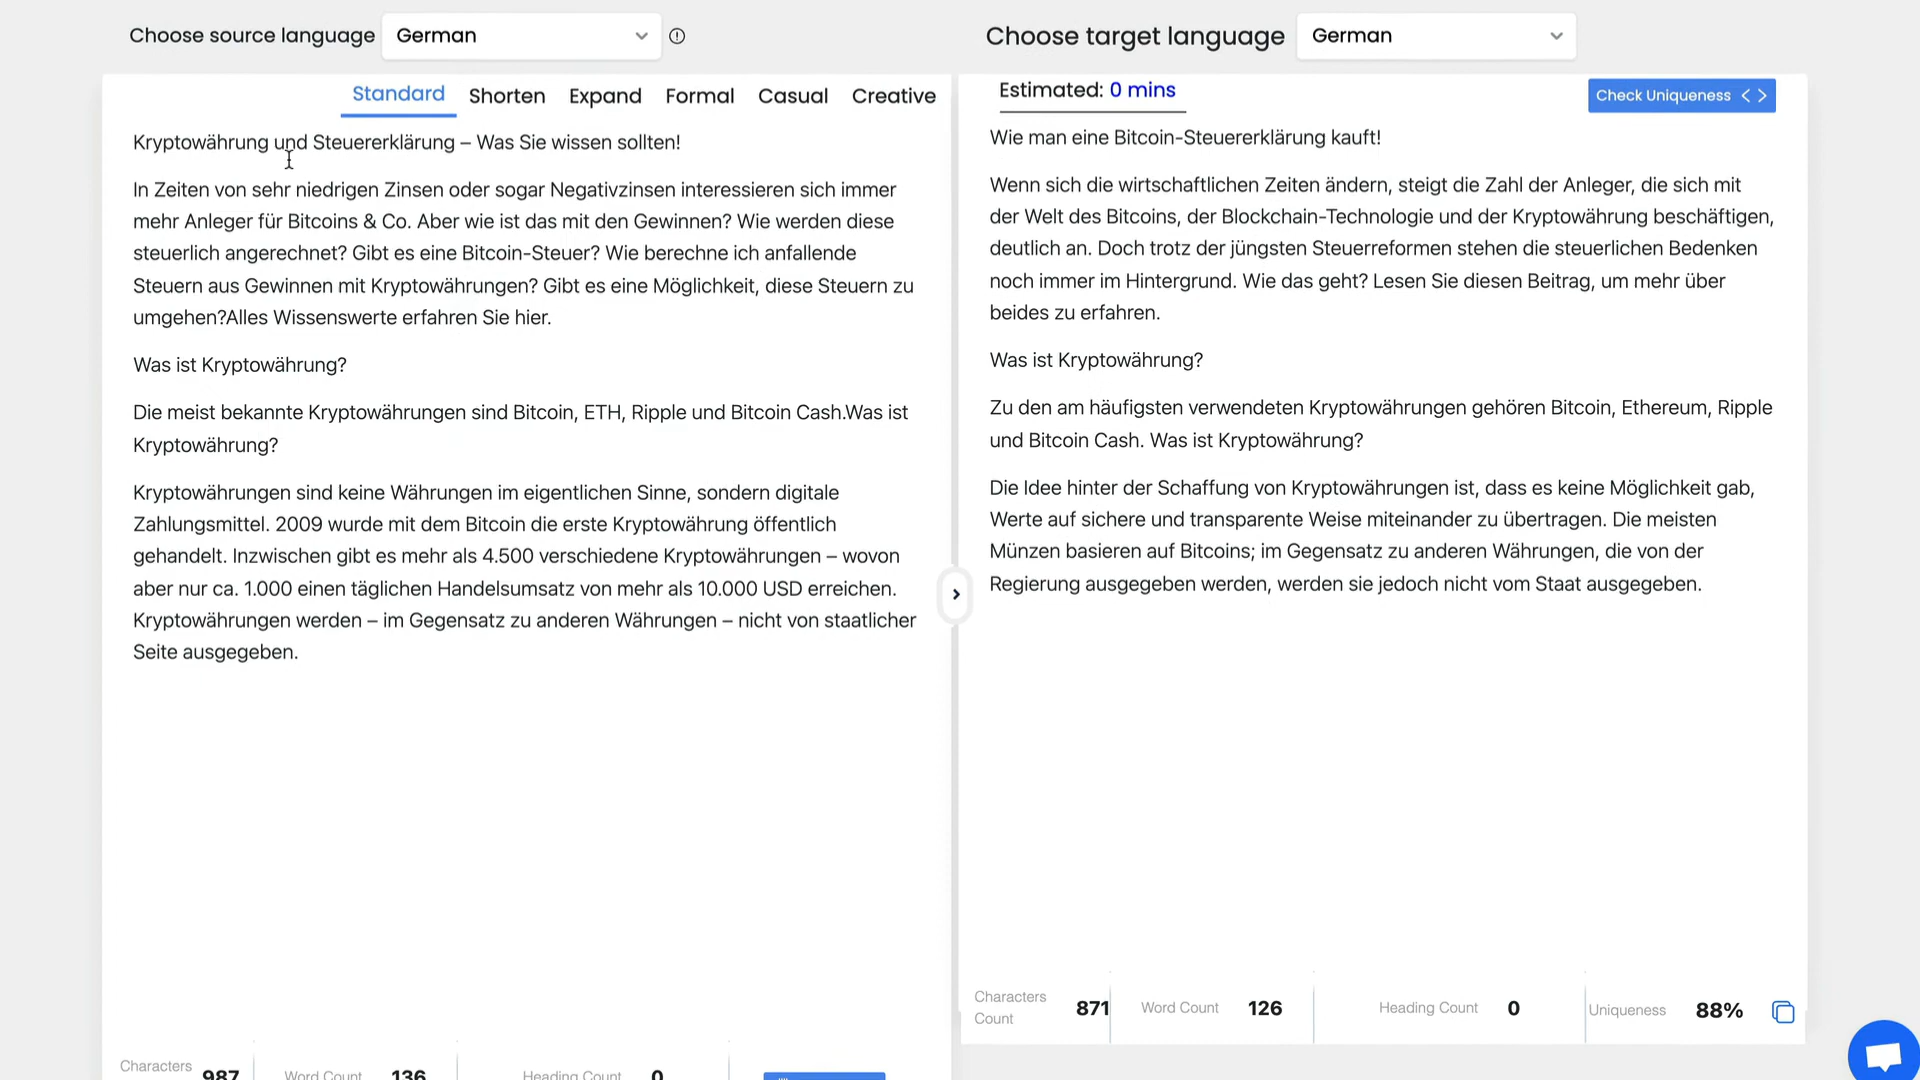 Choose source language
German
Choose target language
German
Standard
Shorten
Expand
Formal
Casual
Creative
Kryptowährung und Steuererklärung – Was Sie wissen sollten!
In Zeiten von sehr niedrigen Zinsen oder sogar Negativzinsen interessieren sich immer
mehr Anleger für Bitcoins & Co. Aber wie ist das mit den Gewinnen? Wie werden diese
steuerlich angerechnet? Gibt es eine Bitcoin-Steuer? Wie berechne ich anfallende
Steuern aus Gewinnen mit Kryptowährungen? Gibt es eine Möglichkeit, diese Steuern zu
umgehen?Alles Wissenswerte erfahren Sie hier.
Was ist Kryptowährung?
Die meist bekannte Kryptowährungen sind Bitcoin, ETH, Ripple und Bitcoin Cash.Was ist
Kryptowährung?
Kryptowährungen sind keine Währungen im eigentlichen Sinne, sondern digitale
Zahlungsmittel. 2009 wurde mit dem Bitcoin die erste Kryptowährung öffentlich
gehandelt. Inzwischen gibt es mehr als 4.500 verschiedene Kryptowährungen – wovon
aber nur ca. 1.000 einen täglichen Handelsumsatz von mehr als 10.000 USD erreichen.
Kryptowährungen werden – im Gegensatz zu anderen Währungen – nicht von staatlicher
Seite ausgegeben.
Characters
987
Word Count
136
Heading Count
0
Estimated: 0 mins
Check Uniqueness
Wie man eine Bitcoin-Steuererklärung kauft!
Wenn sich die wirtschaftlichen Zeiten ändern, steigt die Zahl der Anleger, die sich mit
der Welt des Bitcoins, der Blockchain-Technologie und der Kryptowährung beschäftigen,
deutlich an. Doch trotz der jüngsten Steuerreformen stehen die steuerlichen Bedenken
noch immer im Hintergrund. Wie das geht? Lesen Sie diesen Beitrag, um mehr über
beides zu erfahren.
Was ist Kryptowährung?
Zu den am häufigsten verwendeten Kryptowährungen gehören Bitcoin, Ethereum, Ripple
und Bitcoin Cash. Was ist Kryptowährung?
Die Idee hinter der Schaffung von Kryptowährungen ist, dass es keine Möglichkeit gab,
Werte auf sichere und transparente Weise miteinander zu übertragen. Die meisten
Münzen basieren auf Bitcoins; im Gegensatz zu anderen Währungen, die von der
Regierung ausgegeben werden, werden sie jedoch nicht vom Staat ausgegeben.
Characters
Count
871
Word Count
126
Heading Count
0
Uniqueness
88%